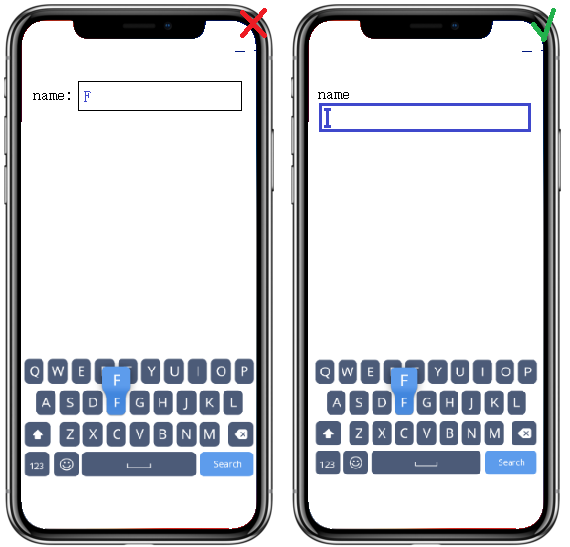 name: F
Q W E Y U I O P
F
A S D F G H J K L
Z X C V B N M
123 Search
name
Q W E Y U I O P
F
A S D F G H J K L
Z X C V B N M
123 Search